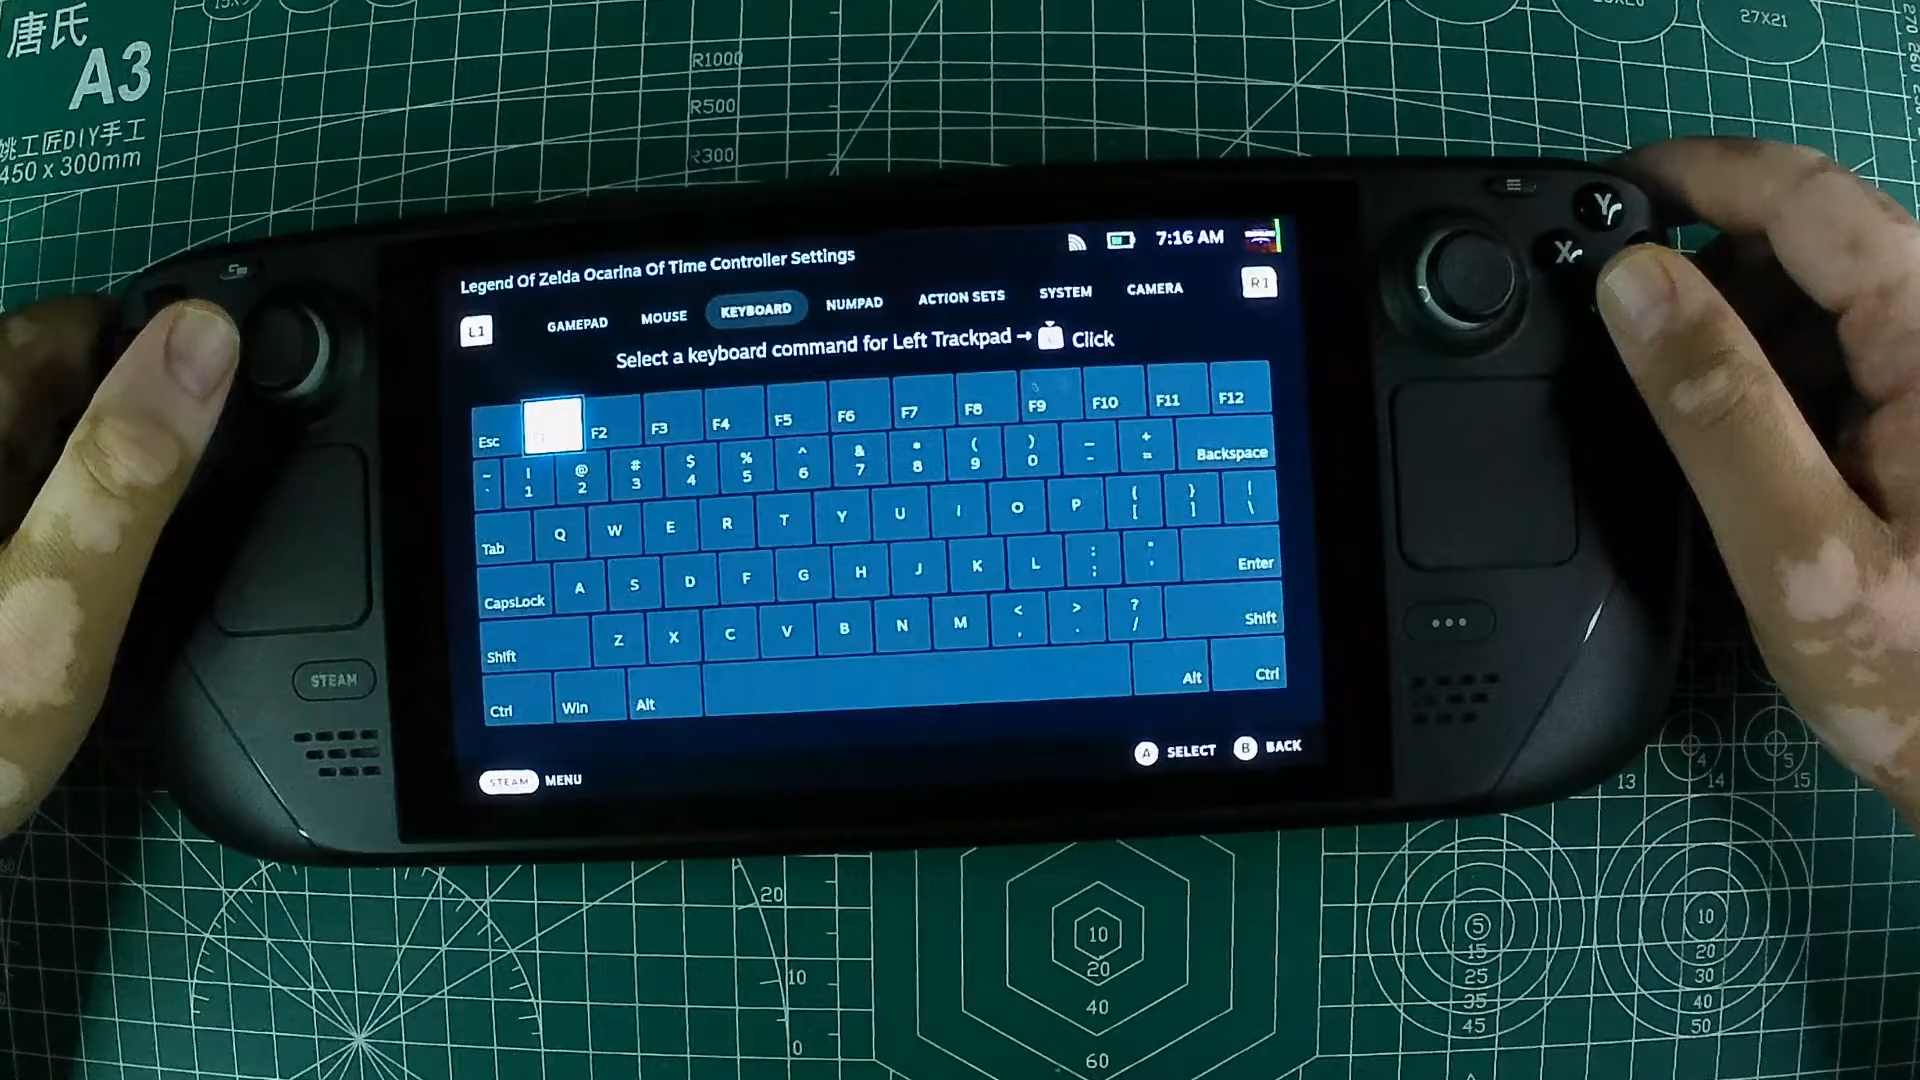 唐氏
A3
姚工匠DIY手工
450 x 300mm
R1000
R500
R300
27X21
Legend Of Zelda Ocarina Of Time Controller Settings
7:16 AM
L1 GAMEPAD MOUSE KEYBOARD NUMPAD ACTION SETS SYSTEM CAMERA R1
Select a keyboard command for Left Trackpad → Click
Esc F1 F2 F3 F4 F5 F6 F7 F8 F9 F10 F11 F12
~ ! @ # $ % ^ & * ( ) _ +
` 1 2 3 4 5 6 7 8 9 0 - = Backspace
Tab Q W E R T Y U I O P { [ } ] | \
CapsLock A S D F G H J K L : ; " ' Enter
Shift Z X C V B N M < , > . ? / Shift
Ctrl Win Alt Alt Ctrl
A SELECT B BACK
STEAM MENU
STEAM
Y
X
13 14 15
4 5
20
10
0
10
20
30
40
60
5
15
25
35
45
10
20
30
40
50